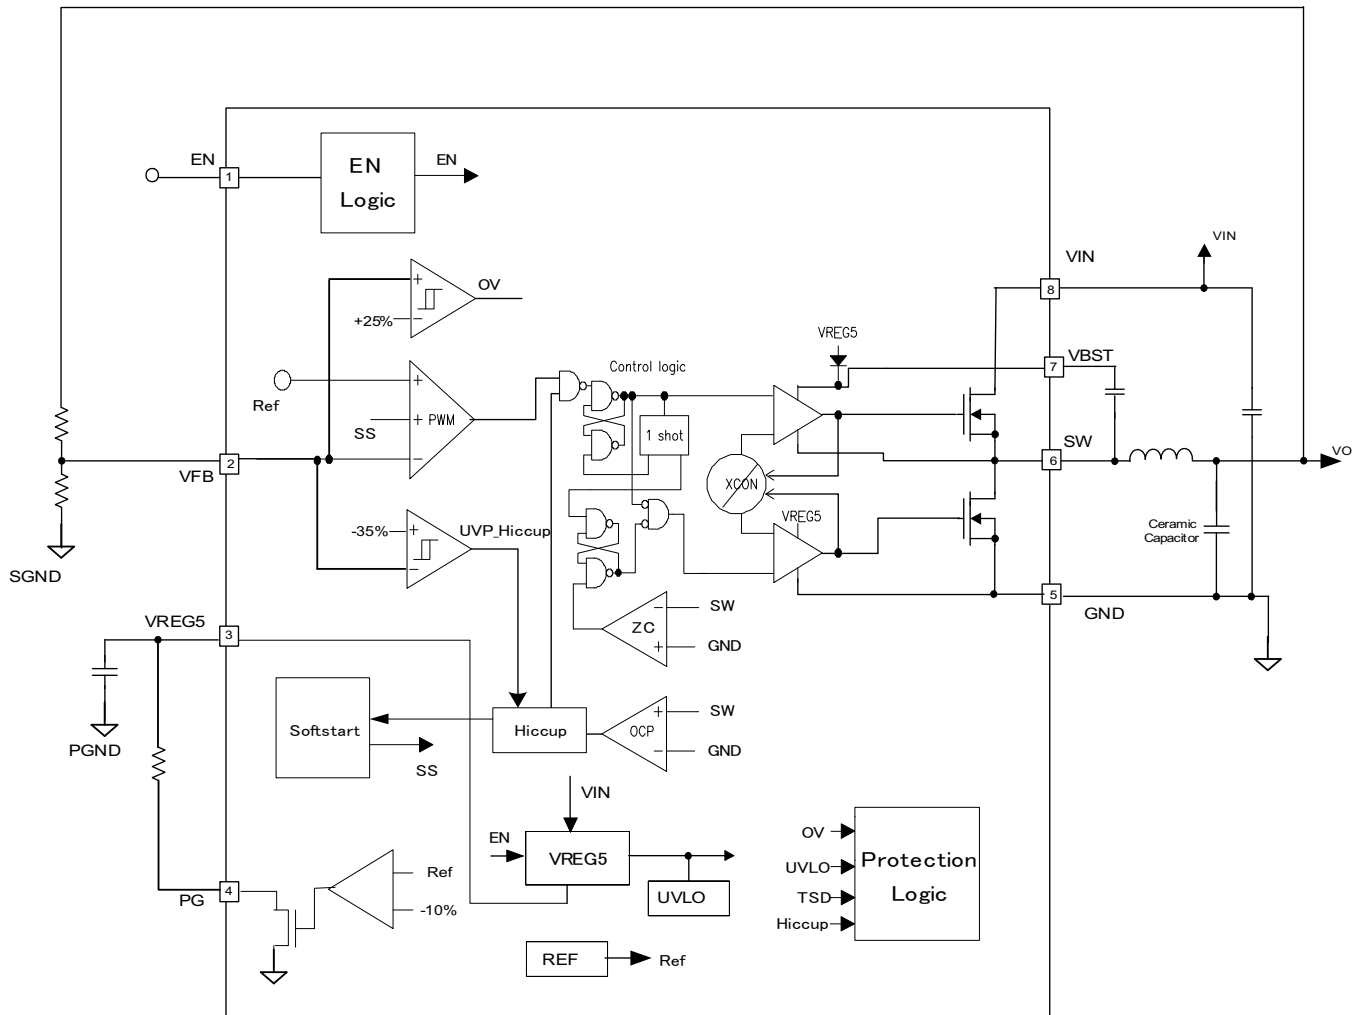 EN
1
EN
Logic
EN
OV
+
+25%
−
VIN
VIN
8
VREG5
VBST
7
Control logic
Ref
+
SS
+
PWM
−
1 shot
VFB
2
SW
6
VO
XCON
-35%
+
−
UVP_Hiccup
VREG5
Ceramic
Capacitor
SGND
5
GND
VREG5
3
ZC
−
SW
+
GND
PGND
Softstart
SS
Hiccup
OCP
+
SW
−
GND
VIN
EN
VREG5
UVLO
OV
UVLO
TSD
Hiccup
Protection
Logic
PG
4
Ref
-10%
REF
Ref